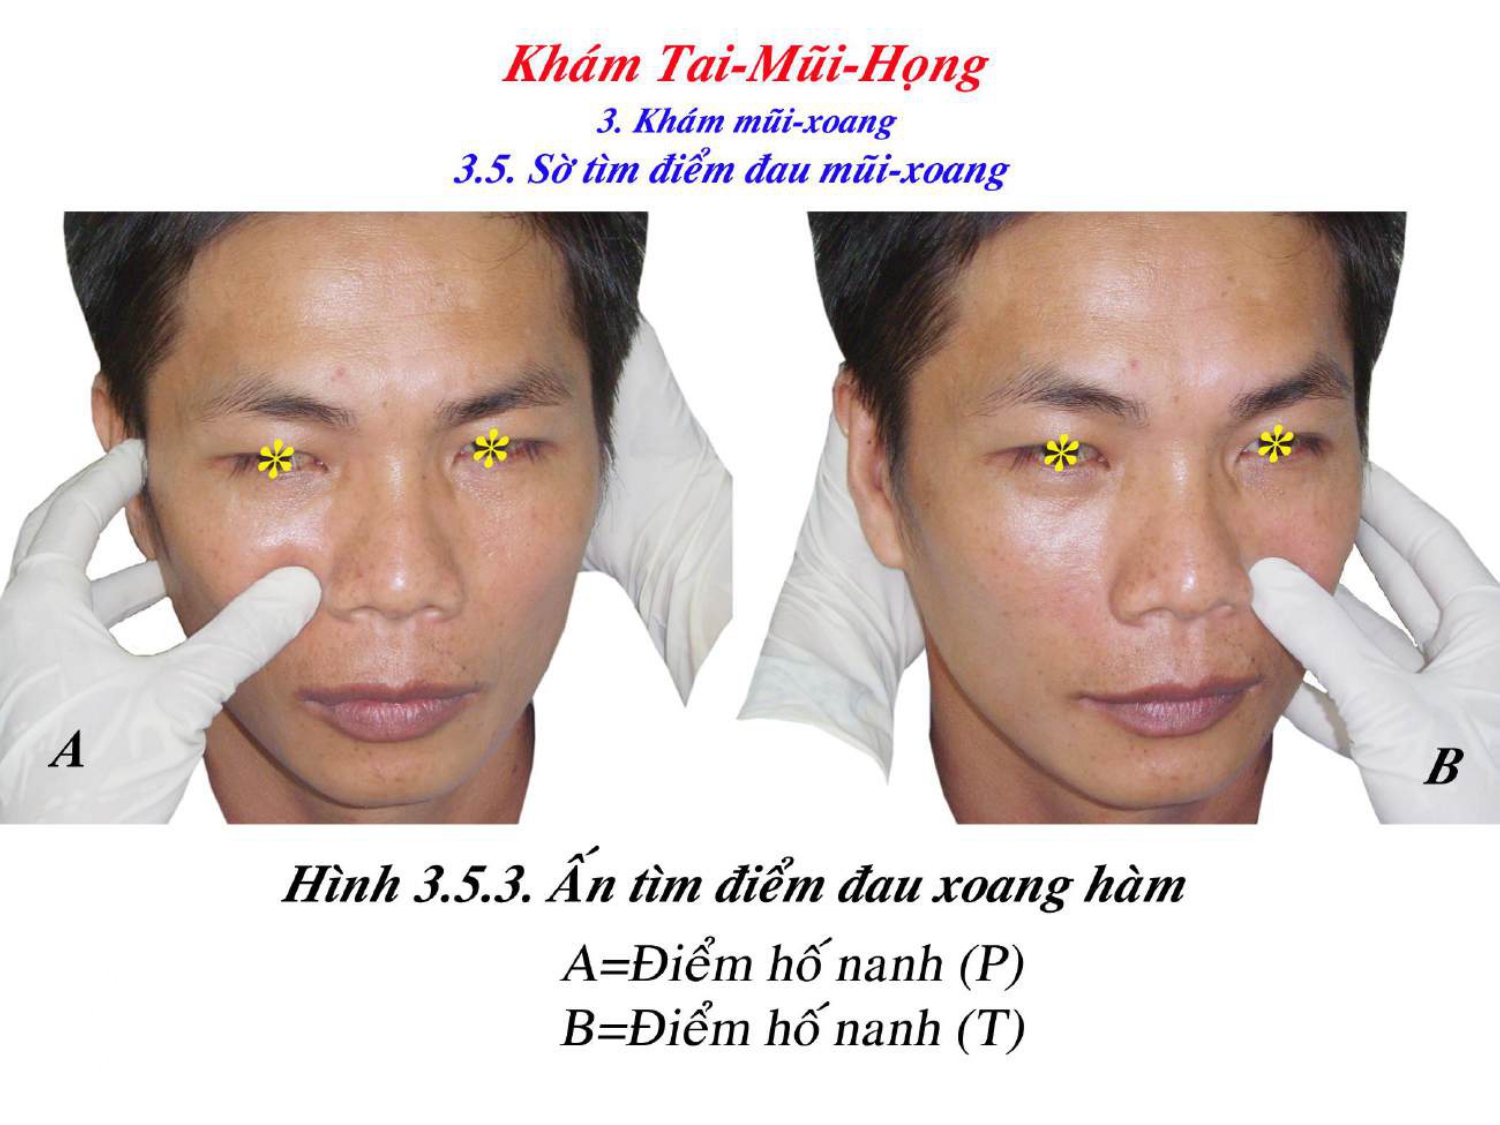 Khám Tai-Mũi-Họng
3. Khám mũi-xoang
3.5. Sờ tìm điểm đau mũi-xoang
A
B
Hình 3.5.3. Ấn tìm điểm đau xoang hàm
A=Điểm hố nanh (P)
B=Điểm hố nanh (T)